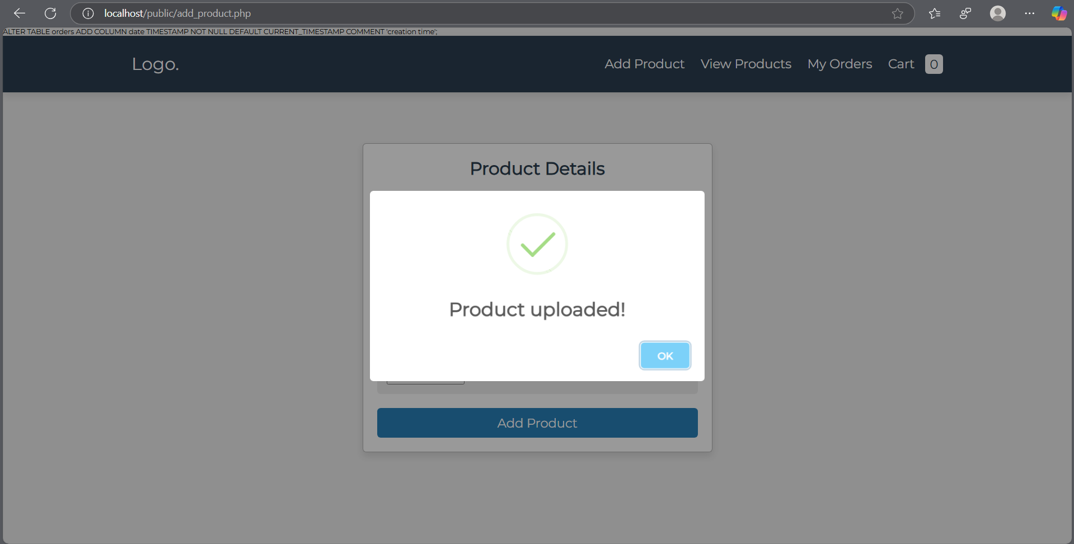 localhost/public/add_product.php
ALTER TABLE orders ADD COLUMN date TIMESTAMP NOT NULL DEFAULT CURRENT_TIMESTAMP COMMENT 'creation time';
Logo.
Add Product View Products My Orders Cart 0
Product Details
Product uploaded!
OK
Add Product